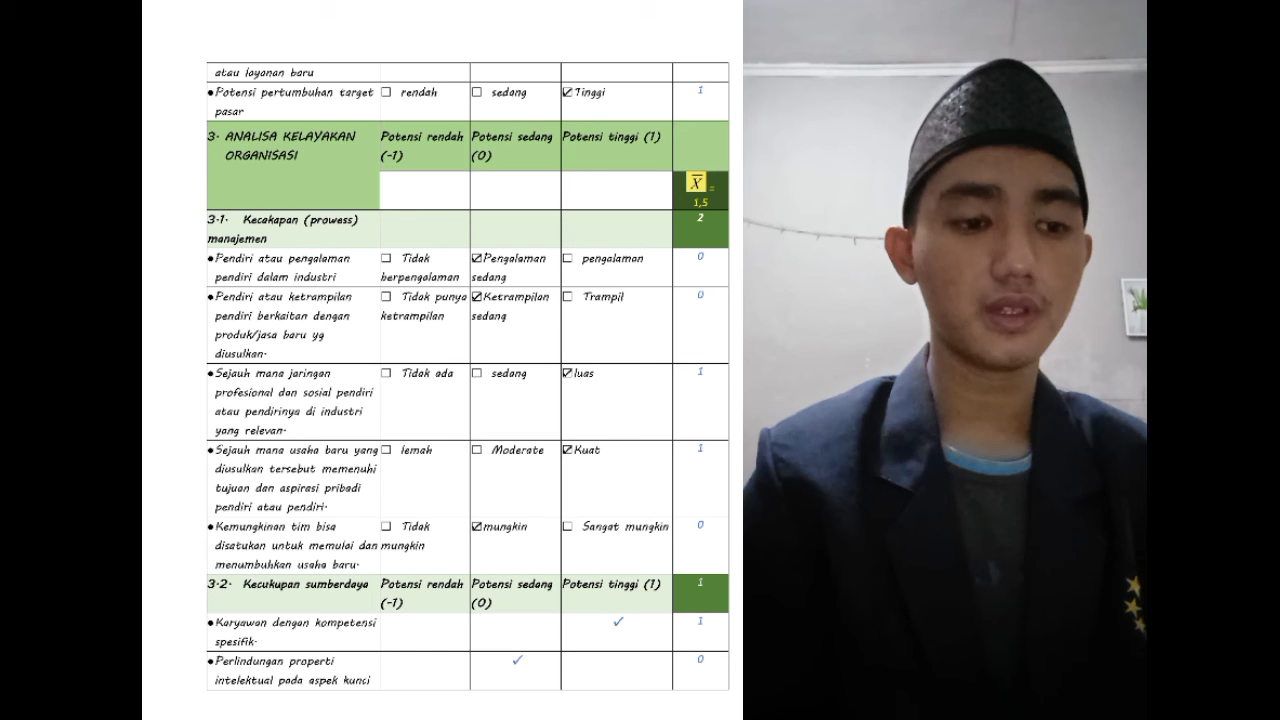 atau layanan baru
●Potensi pertumbuhan target pasar ☐ rendah ☐ sedang ☑Tinggi 1
3. ANALISA KELAYAKAN ORGANISASI Potensi rendah (-1) Potensi sedang (0) Potensi tinggi (1)
X̅ = 1,5
3.1. Kecakapan (prowess) manajemen 2
●Pendiri atau pengalaman pendiri dalam industri ☐ Tidak berpengalaman ☑Pengalaman sedang ☐ pengalaman 0
●Pendiri atau ketrampilan pendiri berkaitan dengan produk/jasa baru yg diusulkan. ☐ Tidak punya ketrampilan ☑Ketrampilan sedang ☐ Trampil 0
●Sejauh mana jaringan profesional dan sosial pendiri atau pendirinya di industri yang relevan. ☐ Tidak ada ☐ sedang ☑luas 1
●Sejauh mana usaha baru yang diusulkan tersebut memenuhi tujuan dan aspirasi pribadi pendiri atau pendiri. ☐ lemah ☐ Moderate ☑Kuat 1
●Kemungkinan tim bisa disatukan untuk memulai dan menumbuhkan usaha baru. ☐ Tidak mungkin ☑mungkin ☐ Sangat mungkin 0
3.2. Kecukupan sumberdaya Potensi rendah (-1) Potensi sedang (0) Potensi tinggi (1) 1
●Karyawan dengan kompetensi spesifik. ✓ 1
●Perlindungan properti intelektual pada aspek kunci ✓ 0